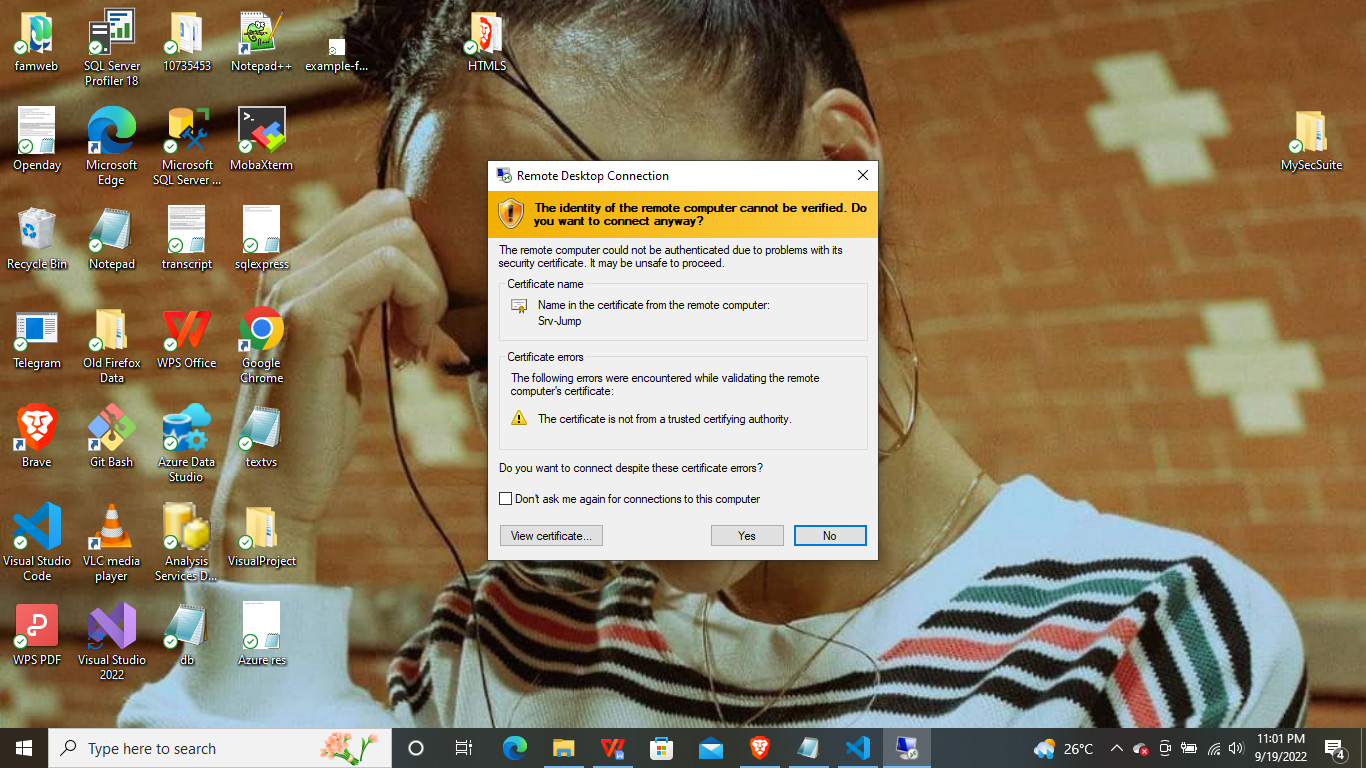 famweb
SQL Server
Profiler 18
10735453
Notepad++
example-f...
HTMLS
Openday
Microsoft
Edge
Microsoft
SQL Server ...
MobaXterm
MySecSuite
Recycle Bin
Notepad
transcript
sqlexpress
Telegram
Old Firefox
Data
WPS Office
Google
Chrome
Brave
Git Bash
Azure Data
Studio
textvs
Visual Studio
Code
VLC media
player
Analysis
Services D...
VisualProject
WPS PDF
Visual Studio
2022
db
Azure res
Remote Desktop Connection
The identity of the remote computer cannot be verified. Do
you want to connect anyway?
The remote computer could not be authenticated due to problems with its
security certificate. It may be unsafe to proceed.
Certificate name
Name in the certificate from the remote computer:
Srv-Jump
Certificate errors
The following errors were encountered while validating the remote
computer's certificate:
The certificate is not from a trusted certifying authority.
Do you want to connect despite these certificate errors?
Don't ask me again for connections to this computer
View certificate...
Yes
No
Type here to search
26°C
11:01 PM
9/19/2022
4